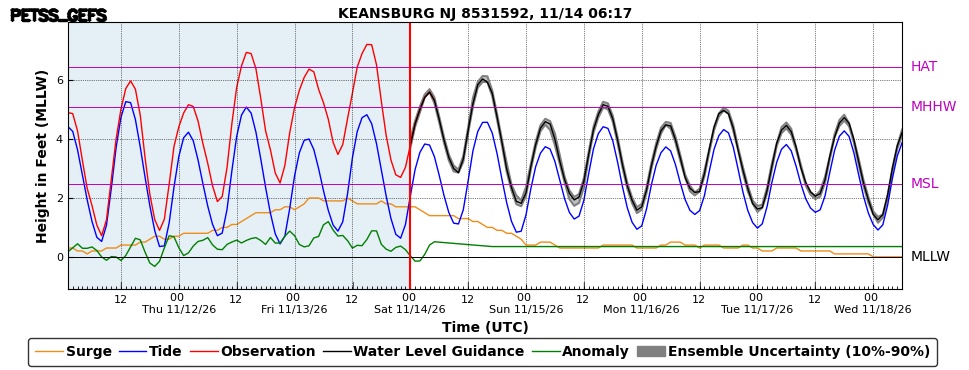 PETSS_GEFS
KEANSBURG NJ 8531592, 11/14 06:17
Height in Feet (MLLW)
6
4
2
0
HAT
MHHW
MSL
MLLW
12 00 12 00 12 00 12 00 12 00 12 00 12 00
Thu 11/12/26 Fri 11/13/26 Sat 11/14/26 Sun 11/15/26 Mon 11/16/26 Tue 11/17/26 Wed 11/18/26
Time (UTC)
Surge Tide Observation Water Level Guidance Anomaly Ensemble Uncertainty (10%-90%)